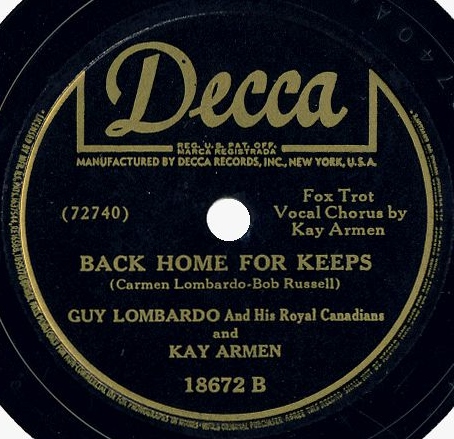 Decca
REG. U.S. PAT. OFF.
MARCA REGISTRADA
MANUFACTURED BY DECCA RECORDS, INC., NEW YORK, U.S.A.
(72740)
Fox Trot
Vocal Chorus by
Kay Armen
BACK HOME FOR KEEPS
(Carmen Lombardo-Bob Russell)
GUY LOMBARDO And His Royal Canadians
and
KAY ARMEN
18672 B